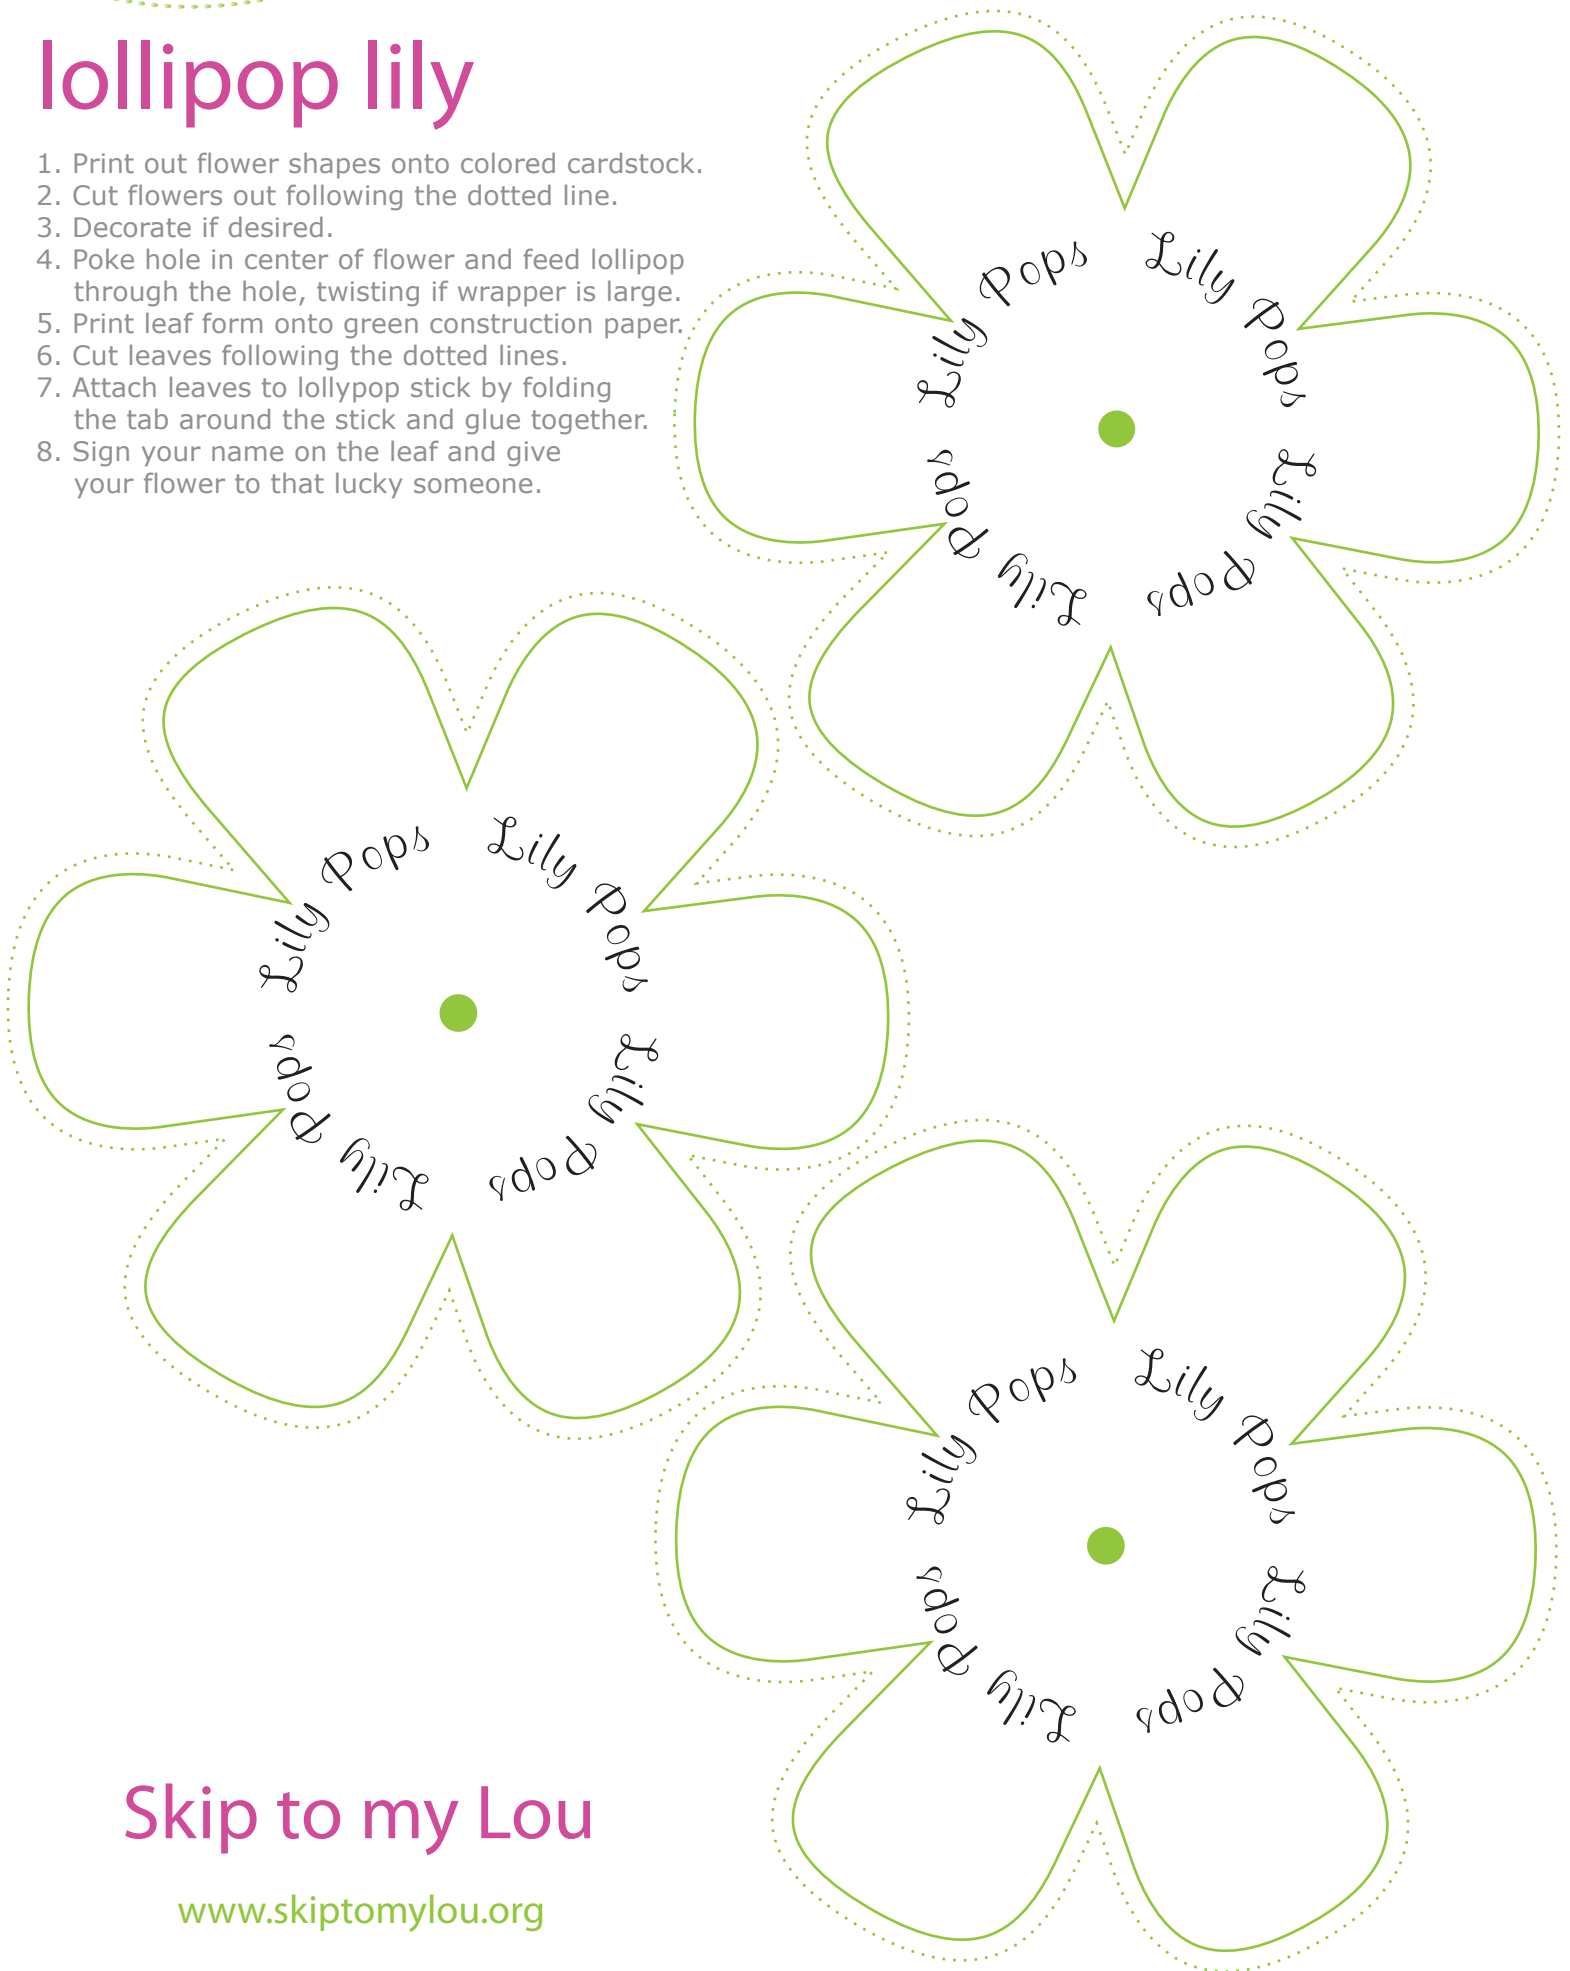 lollipop lily
1. Print out flower shapes onto colored cardstock.
2. Cut flowers out following the dotted line.
3. Decorate if desired.
4. Poke hole in center of flower and feed lollipop
through the hole, twisting if wrapper is large.
5. Print leaf form onto green construction paper.
6. Cut leaves following the dotted lines.
7. Attach leaves to lollypop stick by folding
the tab around the stick and glue together.
8. Sign your name on the leaf and give
your flower to that lucky someone.
Lily Pops Lily Pops Lily Pops Lily Pops
Lily Pops Lily Pops Lily Pops Lily Pops
Lily Pops Lily Pops Lily Pops Lily Pops
Skip to my Lou
www.skiptomylou.org